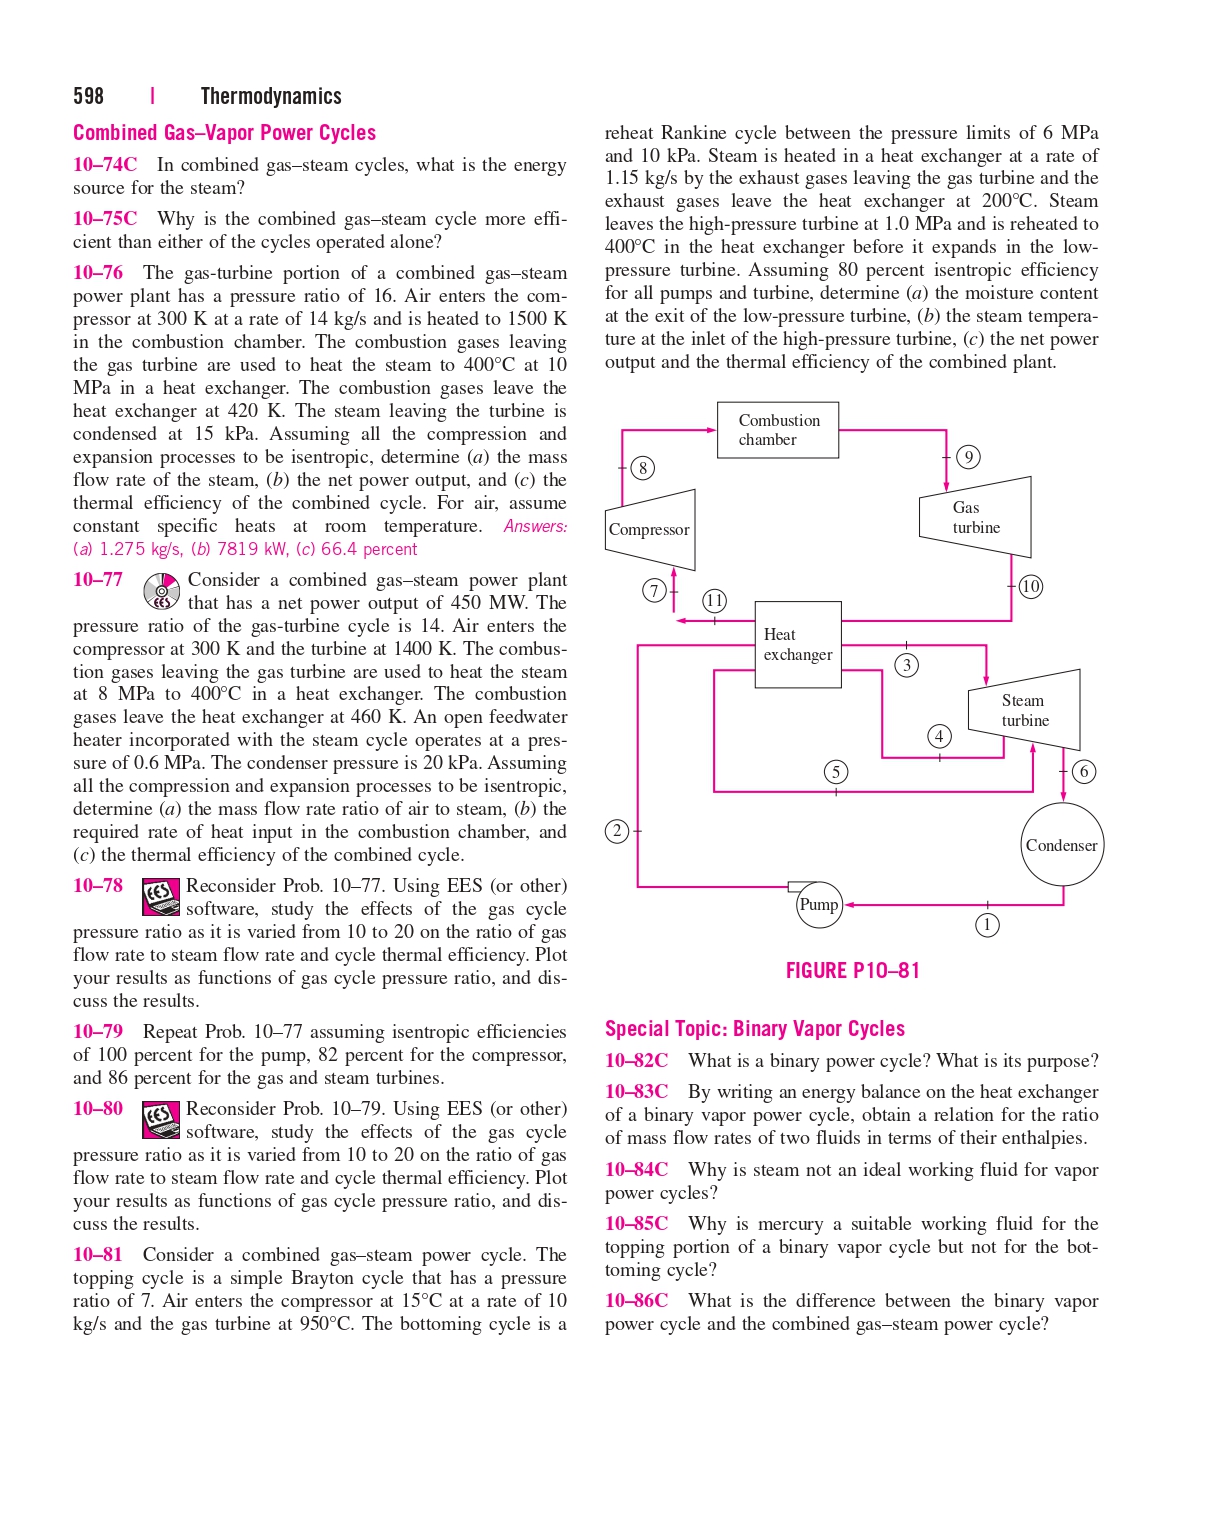 598 | Thermodynamics
Combined Gas–Vapor Power Cycles
10–74C In combined gas–steam cycles, what is the energy
source for the steam?
10–75C Why is the combined gas–steam cycle more effi-
cient than either of the cycles operated alone?
10–76 The gas-turbine portion of a combined gas–steam
power plant has a pressure ratio of 16. Air enters the com-
pressor at 300 K at a rate of 14 kg/s and is heated to 1500 K
in the combustion chamber. The combustion gases leaving
the gas turbine are used to heat the steam to 400°C at 10
MPa in a heat exchanger. The combustion gases leave the
heat exchanger at 420 K. The steam leaving the turbine is
condensed at 15 kPa. Assuming all the compression and
expansion processes to be isentropic, determine (a) the mass
flow rate of the steam, (b) the net power output, and (c) the
thermal efficiency of the combined cycle. For air, assume
constant specific heats at room temperature. Answers:
(a) 1.275 kg/s, (b) 7819 kW, (c) 66.4 percent
10–77 EES Consider a combined gas–steam power plant
that has a net power output of 450 MW. The
pressure ratio of the gas-turbine cycle is 14. Air enters the
compressor at 300 K and the turbine at 1400 K. The combus-
tion gases leaving the gas turbine are used to heat the steam
at 8 MPa to 400°C in a heat exchanger. The combustion
gases leave the heat exchanger at 460 K. An open feedwater
heater incorporated with the steam cycle operates at a pres-
sure of 0.6 MPa. The condenser pressure is 20 kPa. Assuming
all the compression and expansion processes to be isentropic,
determine (a) the mass flow rate ratio of air to steam, (b) the
required rate of heat input in the combustion chamber, and
(c) the thermal efficiency of the combined cycle.
10–78 EES Reconsider Prob. 10–77. Using EES (or other)
software, study the effects of the gas cycle
pressure ratio as it is varied from 10 to 20 on the ratio of gas
flow rate to steam flow rate and cycle thermal efficiency. Plot
your results as functions of gas cycle pressure ratio, and dis-
cuss the results.
10–79 Repeat Prob. 10–77 assuming isentropic efficiencies
of 100 percent for the pump, 82 percent for the compressor,
and 86 percent for the gas and steam turbines.
10–80 EES Reconsider Prob. 10–79. Using EES (or other)
software, study the effects of the gas cycle
pressure ratio as it is varied from 10 to 20 on the ratio of gas
flow rate to steam flow rate and cycle thermal efficiency. Plot
your results as functions of gas cycle pressure ratio, and dis-
cuss the results.
10–81 Consider a combined gas–steam power cycle. The
topping cycle is a simple Brayton cycle that has a pressure
ratio of 7. Air enters the compressor at 15°C at a rate of 10
kg/s and the gas turbine at 950°C. The bottoming cycle is a
reheat Rankine cycle between the pressure limits of 6 MPa
and 10 kPa. Steam is heated in a heat exchanger at a rate of
1.15 kg/s by the exhaust gases leaving the gas turbine and the
exhaust gases leave the heat exchanger at 200°C. Steam
leaves the high-pressure turbine at 1.0 MPa and is reheated to
400°C in the heat exchanger before it expands in the low-
pressure turbine. Assuming 80 percent isentropic efficiency
for all pumps and turbine, determine (a) the moisture content
at the exit of the low-pressure turbine, (b) the steam tempera-
ture at the inlet of the high-pressure turbine, (c) the net power
output and the thermal efficiency of the combined plant.
Combustion
chamber
8
9
Gas
turbine
Compressor
7
10
11
Heat
exchanger
3
Steam
turbine
4
5
6
2
Condenser
Pump
1
FIGURE P10–81
Special Topic: Binary Vapor Cycles
10–82C What is a binary power cycle? What is its purpose?
10–83C By writing an energy balance on the heat exchanger
of a binary vapor power cycle, obtain a relation for the ratio
of mass flow rates of two fluids in terms of their enthalpies.
10–84C Why is steam not an ideal working fluid for vapor
power cycles?
10–85C Why is mercury a suitable working fluid for the
topping portion of a binary vapor cycle but not for the bot-
toming cycle?
10–86C What is the difference between the binary vapor
power cycle and the combined gas–steam power cycle?